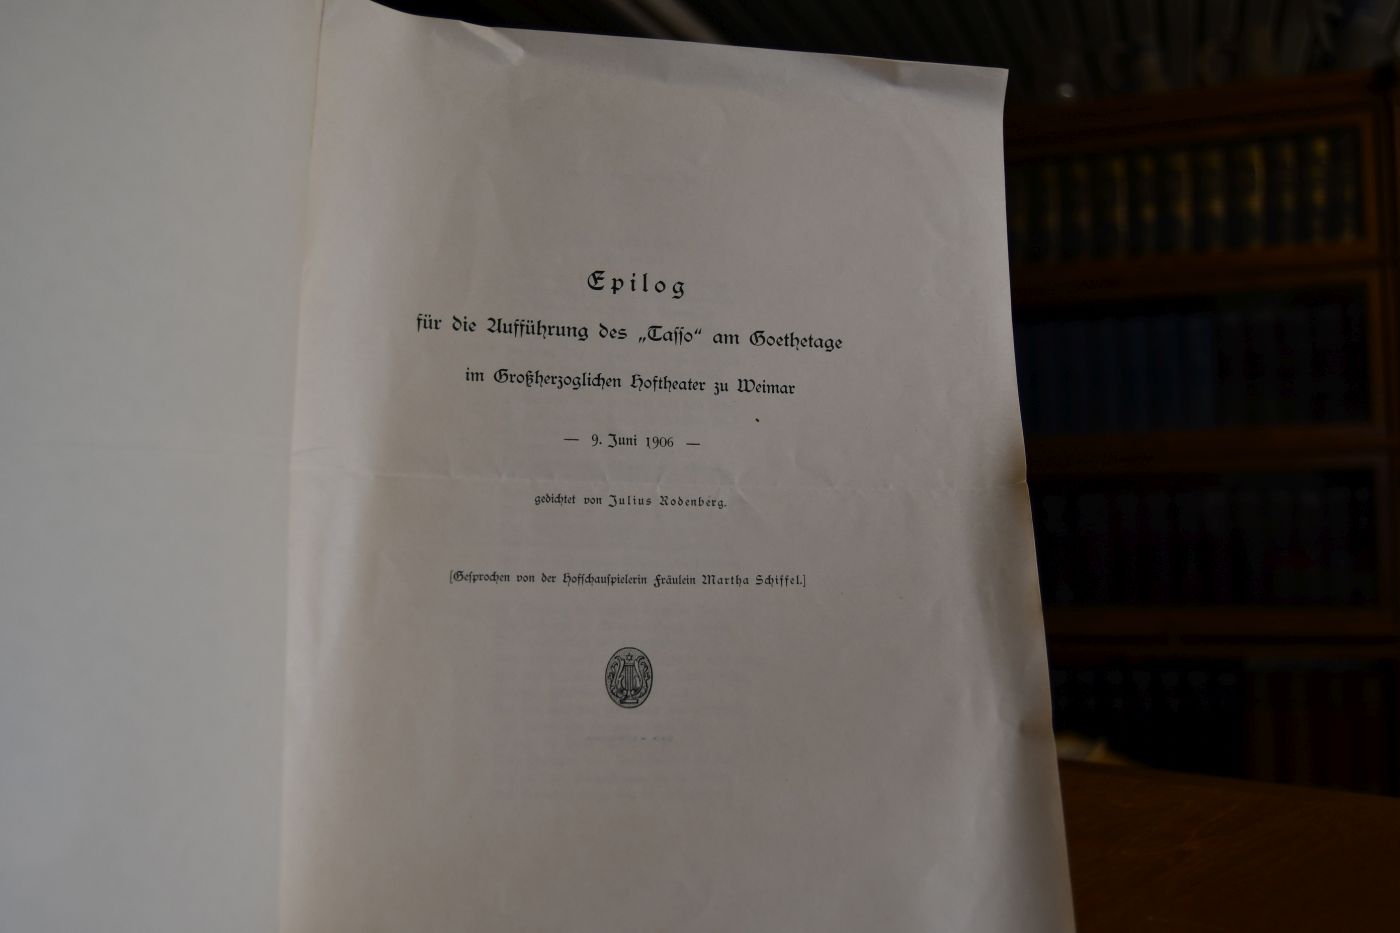 Epilog
für die Aufführung des „Tasso“ am Goethetage
im Großherzoglichen Hoftheater zu Weimar
— 9. Juni 1906 —
gedichtet von Julius Rodenberg.
[Gesprochen von der Hofschauspielerin Fräulein Martha Schiffel.]